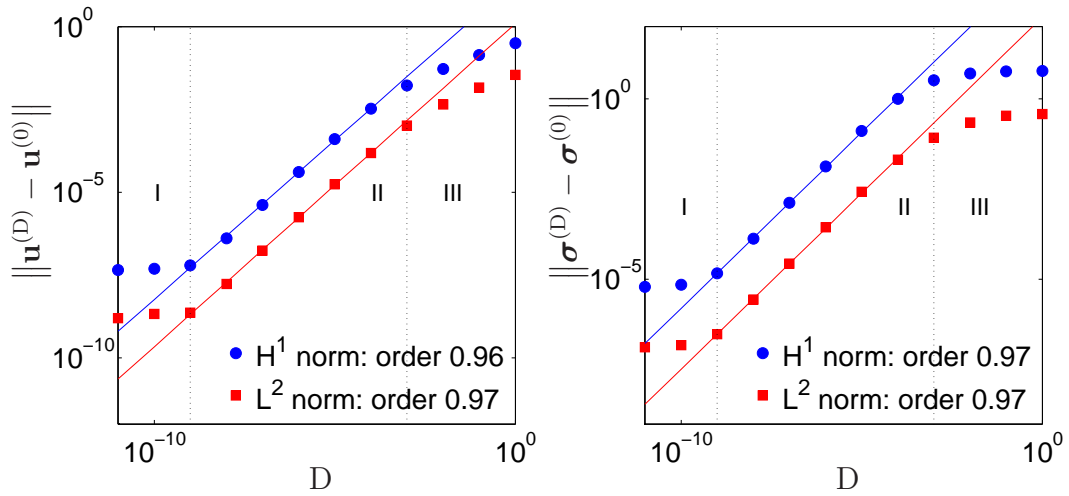 10^0
10^-5
10^-10
‖u^(D) − u^(0)‖
I
II
III
H^1 norm: order 0.96
L^2 norm: order 0.97
10^-10
10^0
D
10^0
10^-5
‖σ^(D) − σ^(0)‖
I
II
III
H^1 norm: order 0.97
L^2 norm: order 0.97
10^-10
10^0
D